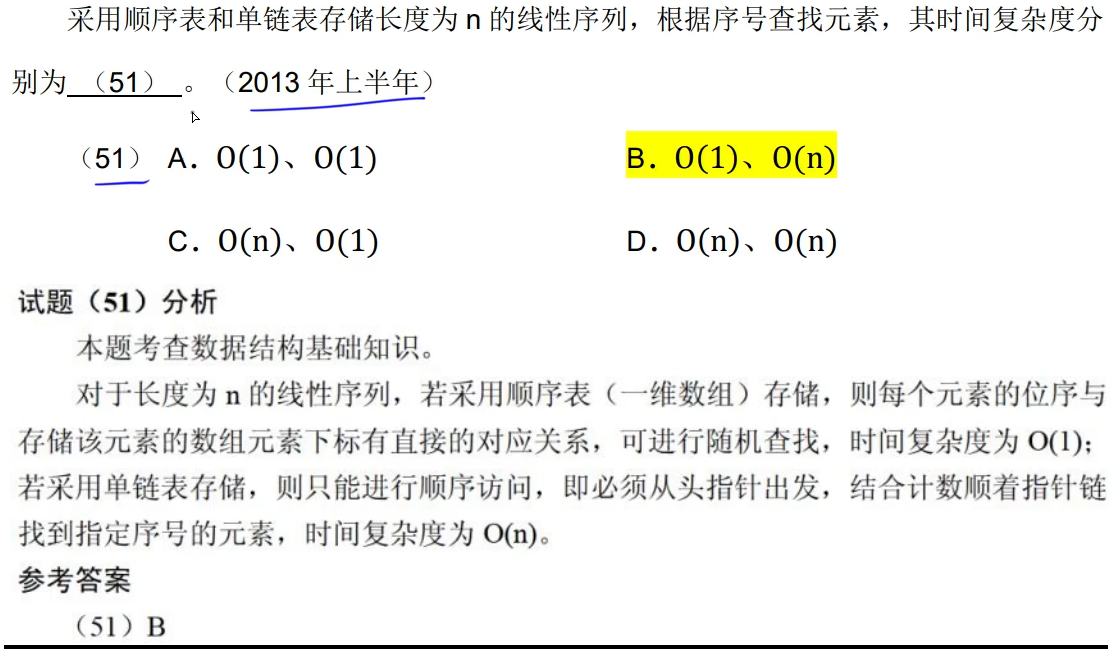 采用顺序表和单链表存储长度为 n 的线性序列，根据序号查找元素，其时间复杂度分
别为 （51） 。（2013 年上半年）
（51） A．O(1)、O(1) B．O(1)、O(n)
C．O(n)、O(1) D．O(n)、O(n)
试题（51）分析
本题考查数据结构基础知识。
对于长度为 n 的线性序列，若采用顺序表（一维数组）存储，则每个元素的位序与
存储该元素的数组元素下标有直接的对应关系，可进行随机查找，时间复杂度为 O(1)；
若采用单链表存储，则只能进行顺序访问，即必须从头指针出发，结合计数顺着指针链
找到指定序号的元素，时间复杂度为 O(n)。
参考答案
（51）B